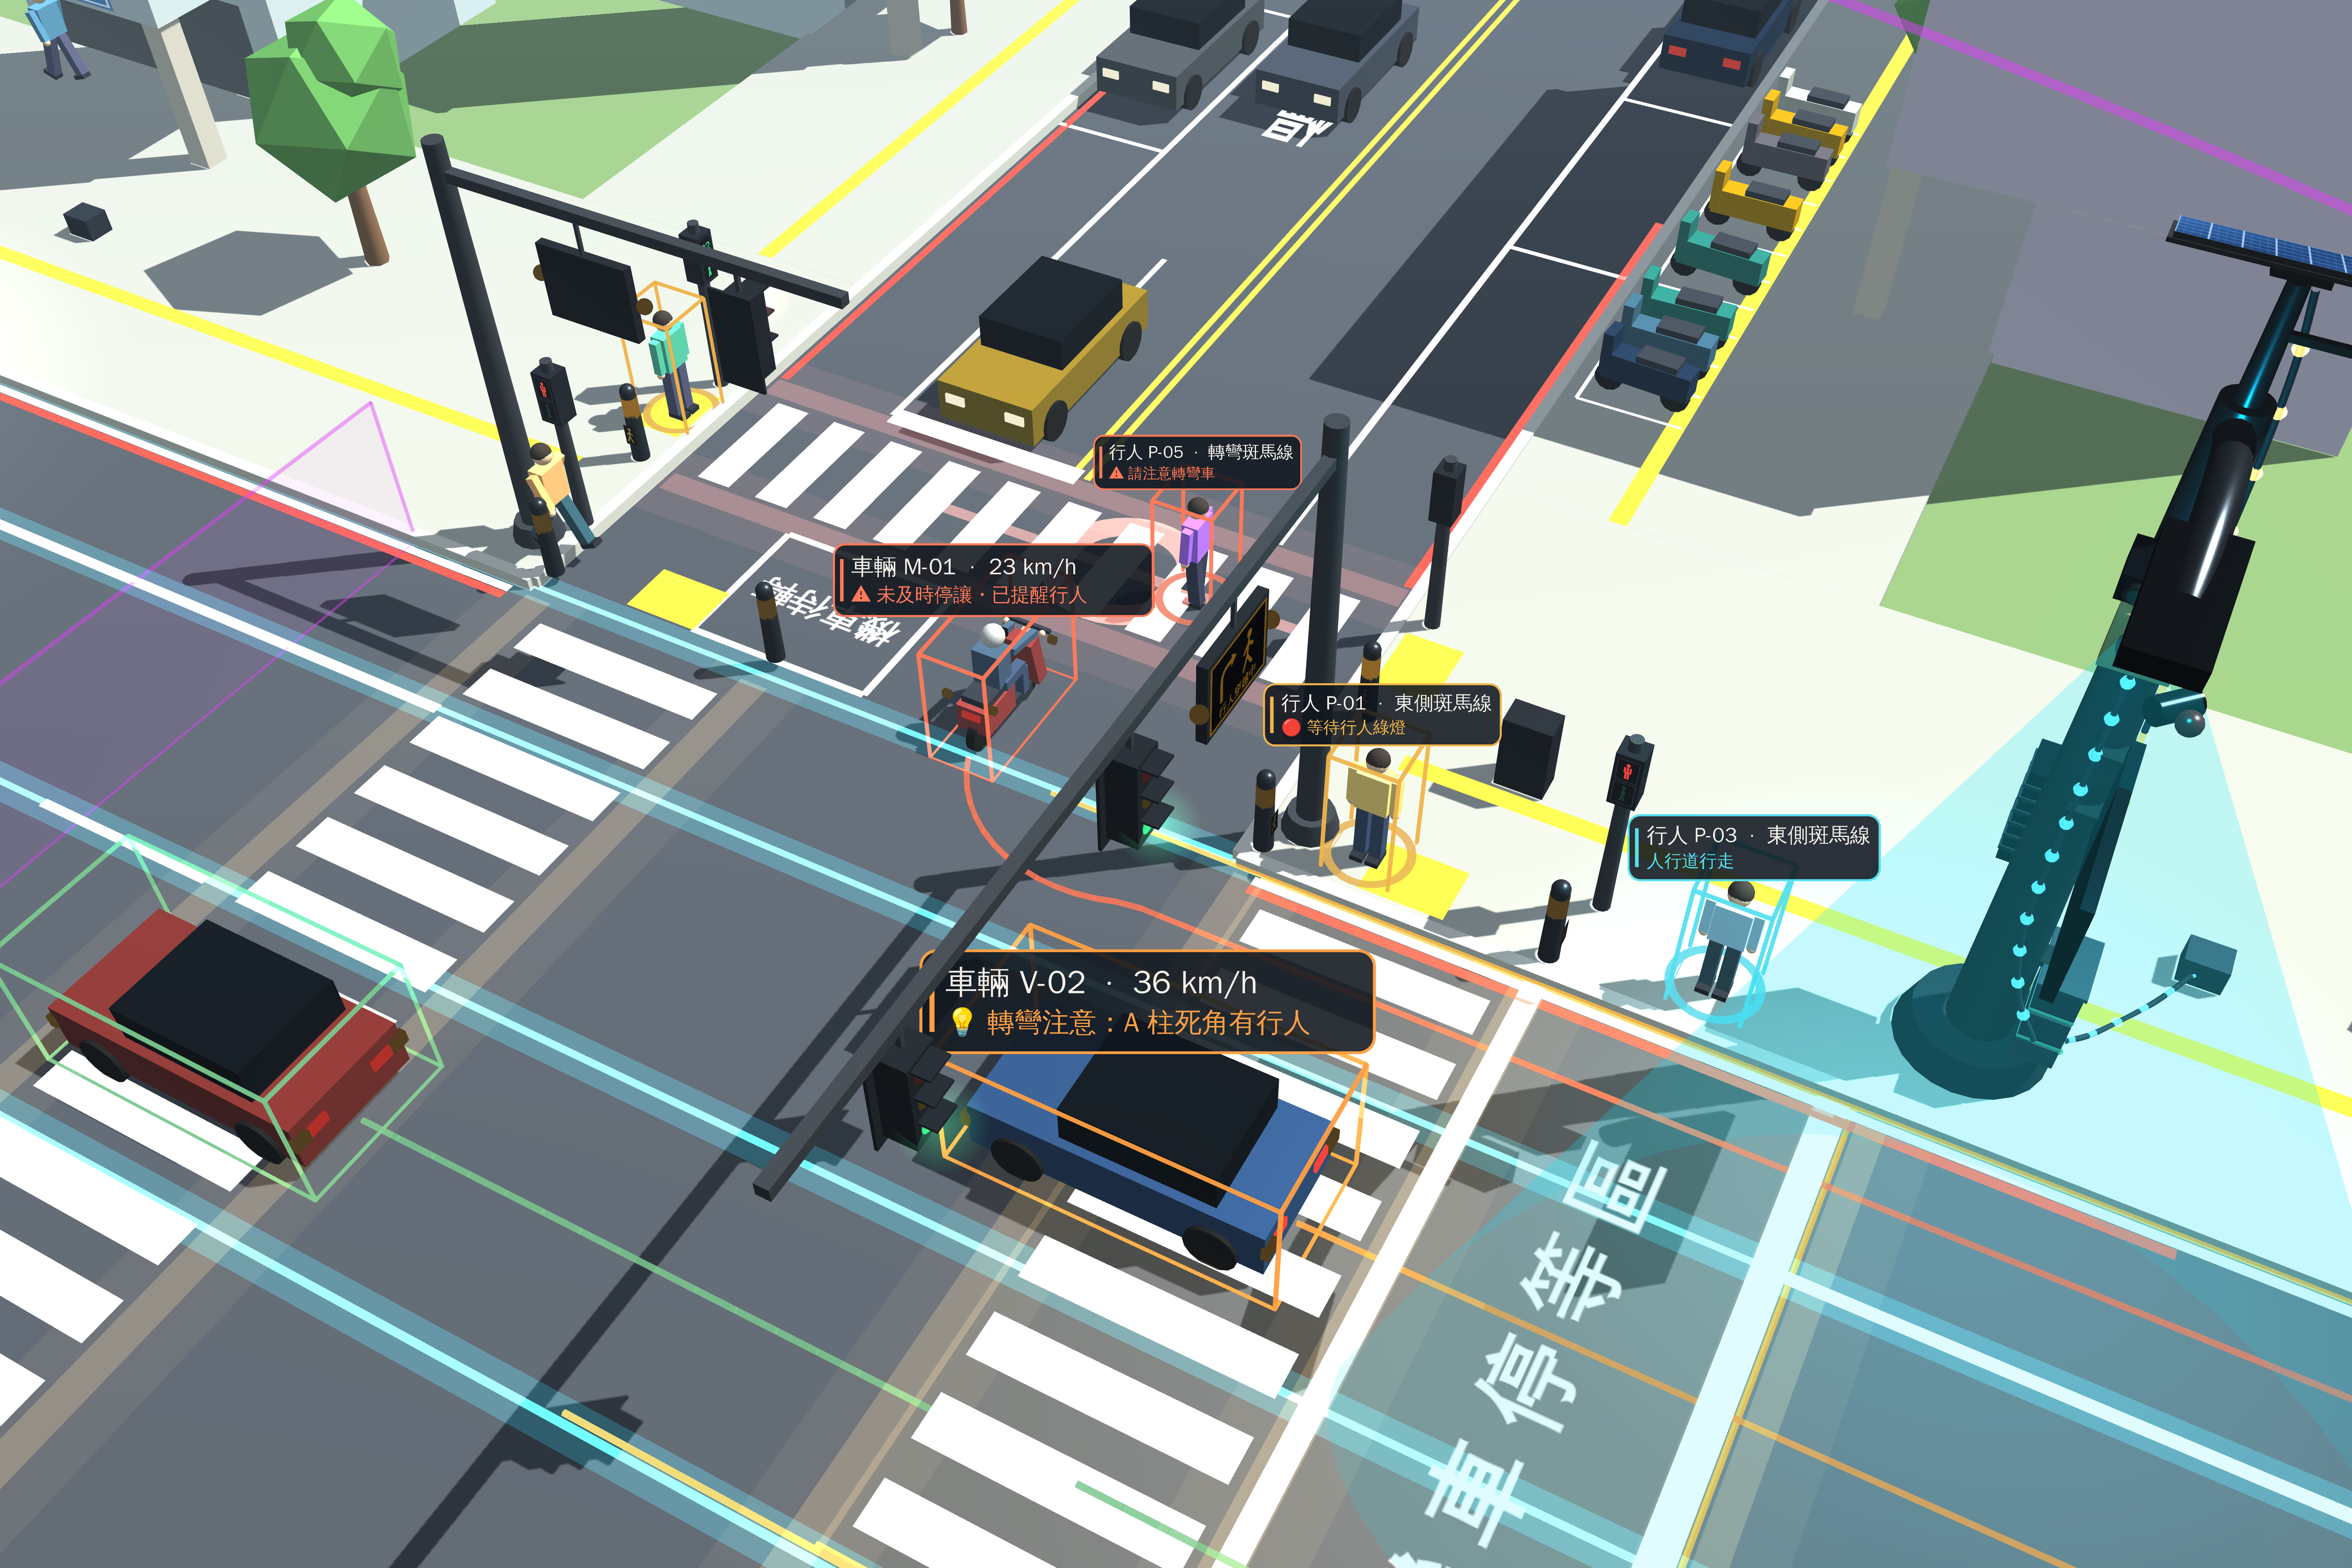 行人 P-05 · 轉彎斑馬線
⚠ 請注意轉彎車
車輛 M-01 · 23 km/h
⚠ 未及時停讓・已提醒行人
行人 P-01 · 東側斑馬線
🔴 等待行人綠燈
行人 P-03 · 東側斑馬線
人行道行走
車輛 V-02 · 36 km/h
💡 轉彎注意：A 柱死角有行人
機車待轉
車停等區